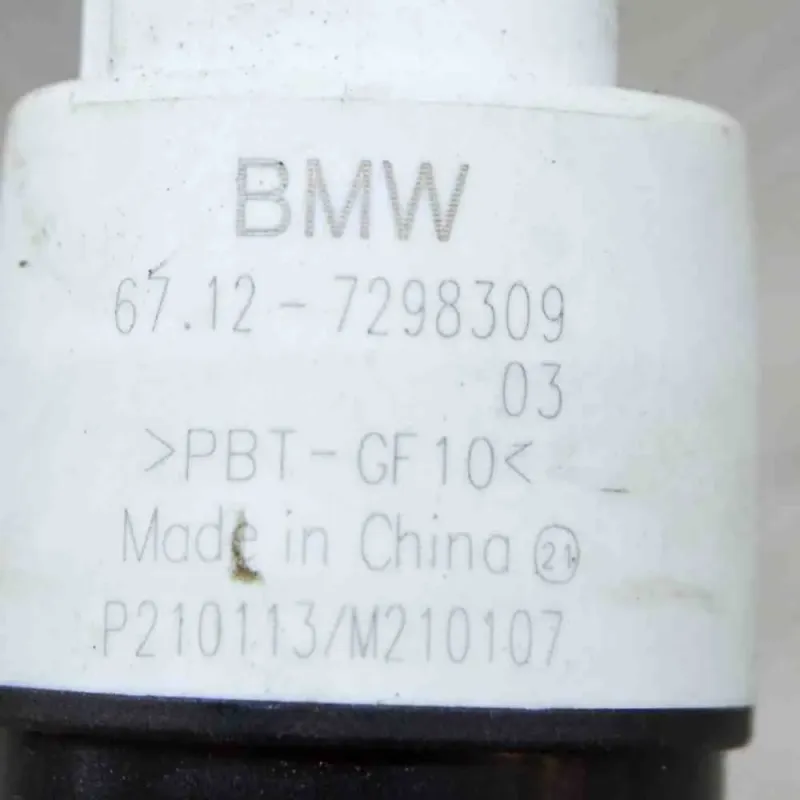 BMW
67.12-7298309
03
>PBT-GF10<
Made in China 21
P210113/M210107